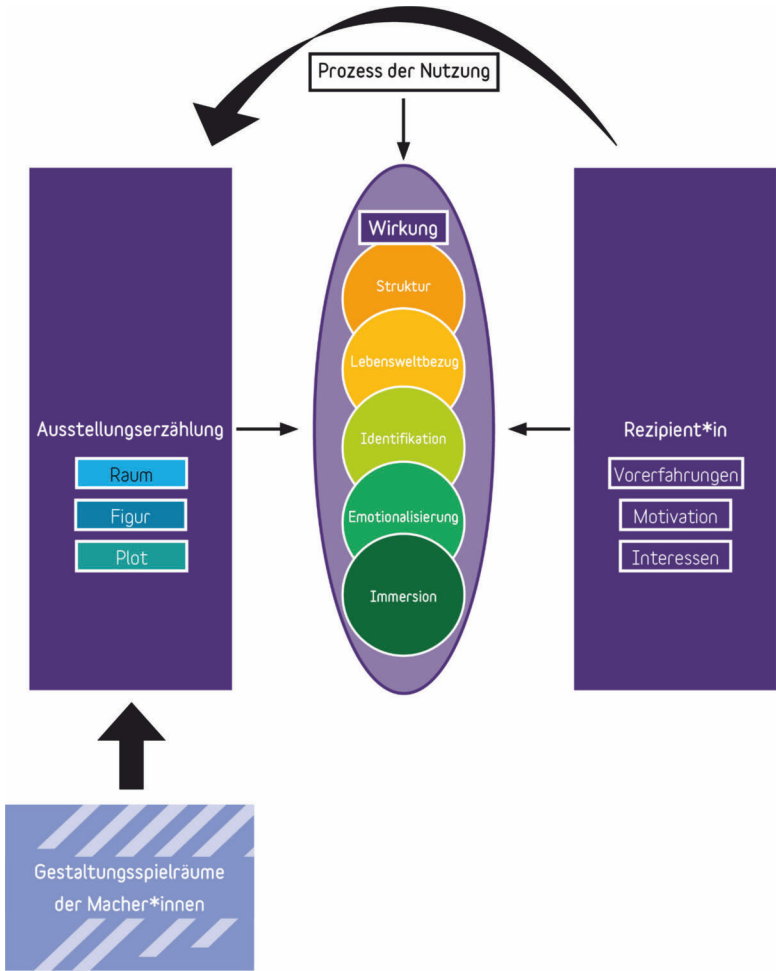 Prozess der Nutzung
Wirkung
Struktur
Lebensweltbezug
Identifikation
Emotionalisierung
Immersion
Ausstellungserzählung
Raum
Figur
Plot
Rezipient*in
Vorerfahrungen
Motivation
Interessen
Gestaltungsspielräume
der Macher*innen